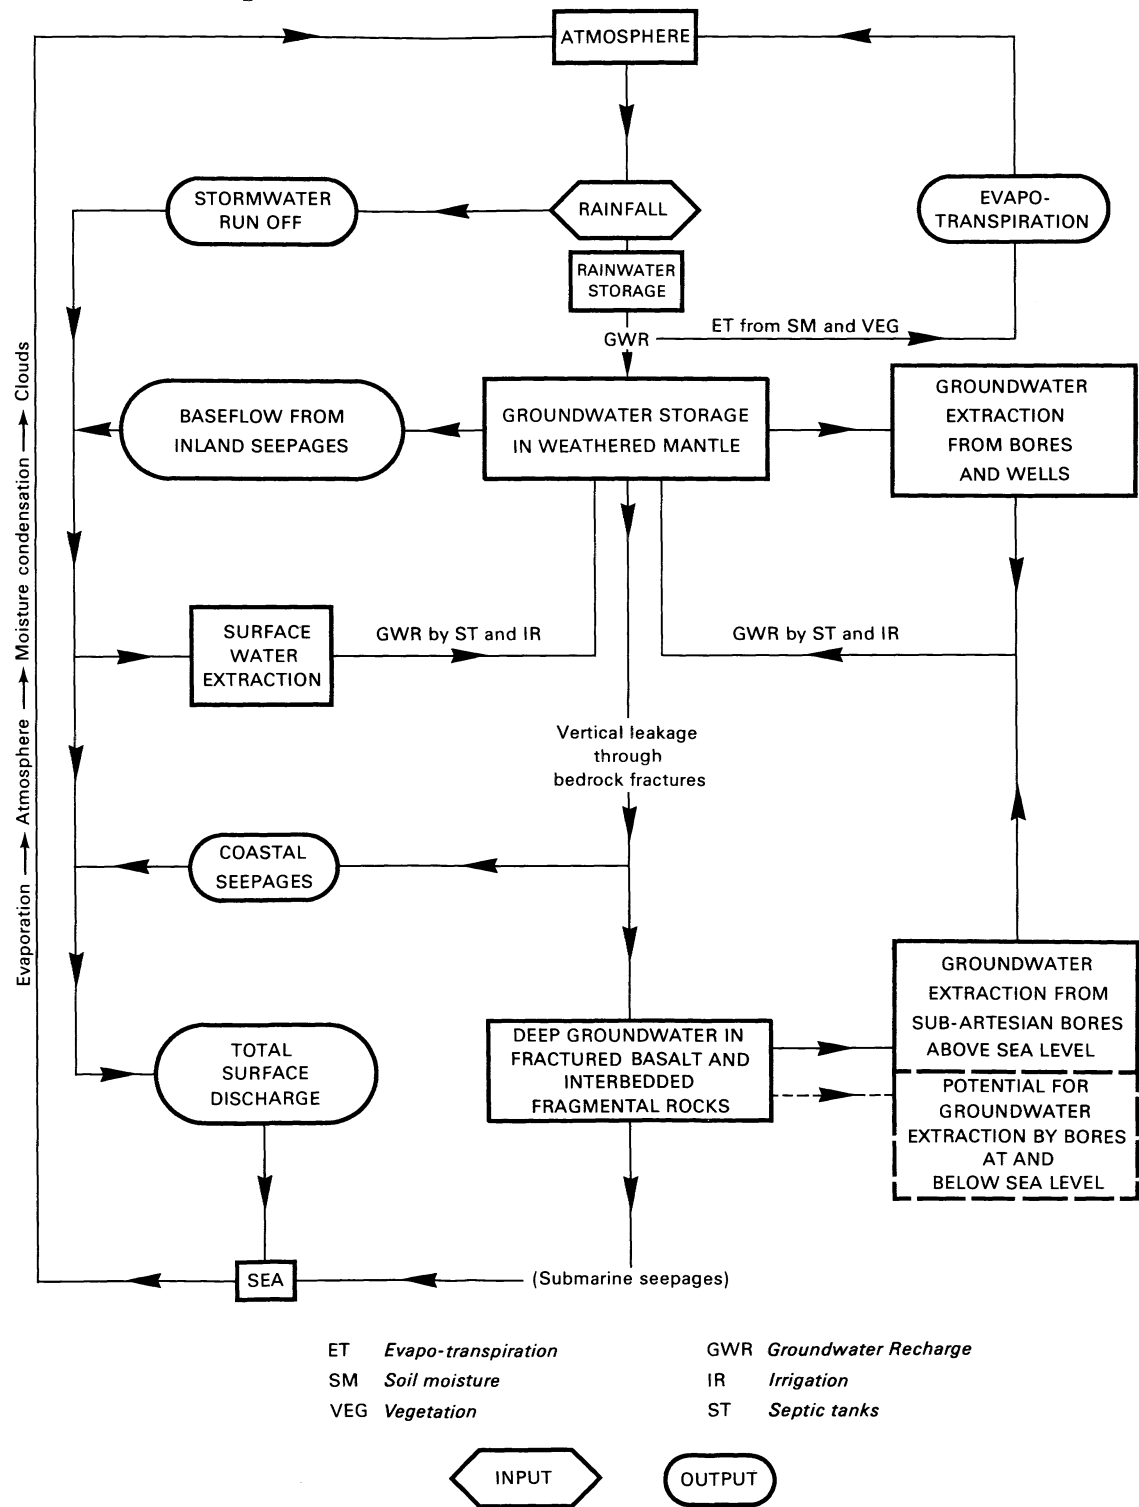 ATMOSPHERE
STORMWATER
RUN OFF
RAINFALL
EVAPO-
TRANSPIRATION
RAINWATER
STORAGE
ET from SM and VEG
GWR
Evaporation → Atmosphere → Moisture condensation → Clouds
BASEFLOW FROM
INLAND SEEPAGES
GROUNDWATER STORAGE
IN WEATHERED MANTLE
GROUNDWATER
EXTRACTION
FROM BORES
AND WELLS
SURFACE
WATER
EXTRACTION
GWR by ST and IR
GWR by ST and IR
Vertical leakage
through
bedrock fractures
COASTAL
SEEPAGES
TOTAL
SURFACE
DISCHARGE
DEEP GROUNDWATER IN
FRACTURED BASALT AND
INTERBEDDED
FRAGMENTAL ROCKS
GROUNDWATER
EXTRACTION FROM
SUB-ARTESIAN BORES
ABOVE SEA LEVEL
POTENTIAL FOR
GROUNDWATER
EXTRACTION BY BORES
AT AND
BELOW SEA LEVEL
SEA
(Submarine seepages)
ET Evapo-transpiration
SM Soil moisture
VEG Vegetation
GWR Groundwater Recharge
IR Irrigation
ST Septic tanks
INPUT
OUTPUT